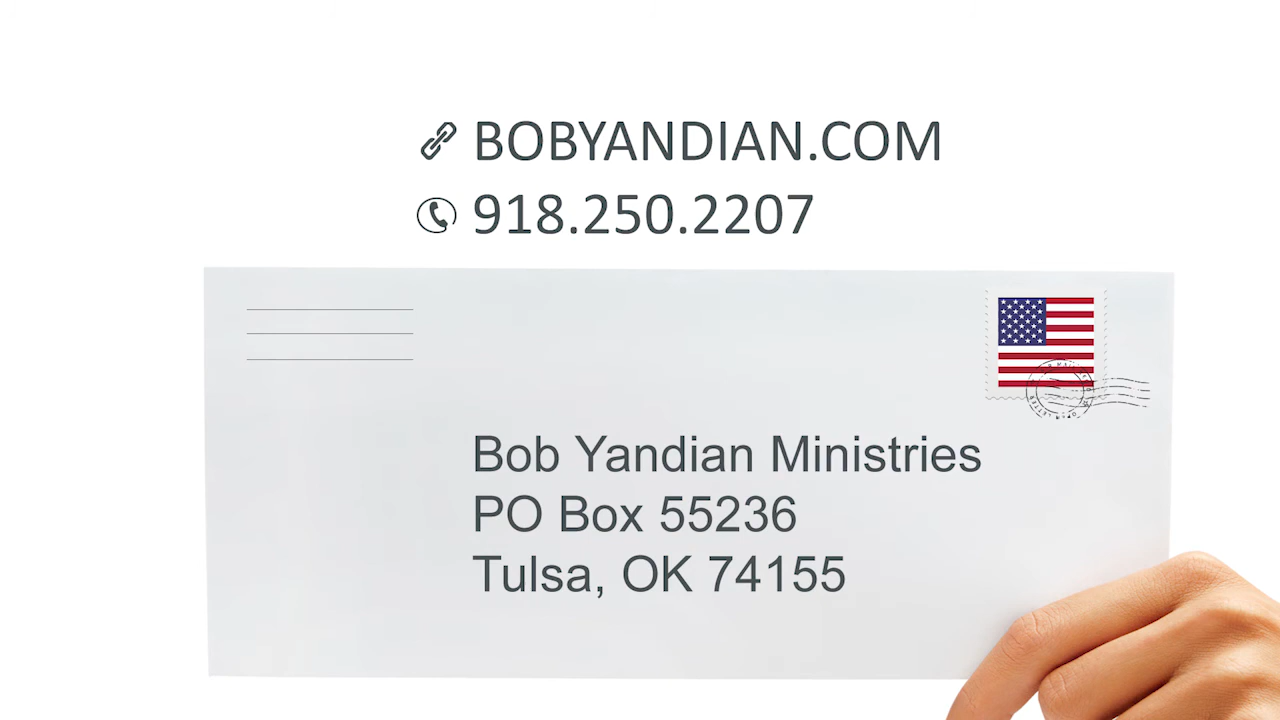 BOBYANDIAN.COM
918.250.2207
Bob Yandian Ministries
PO Box 55236
Tulsa, OK 74155